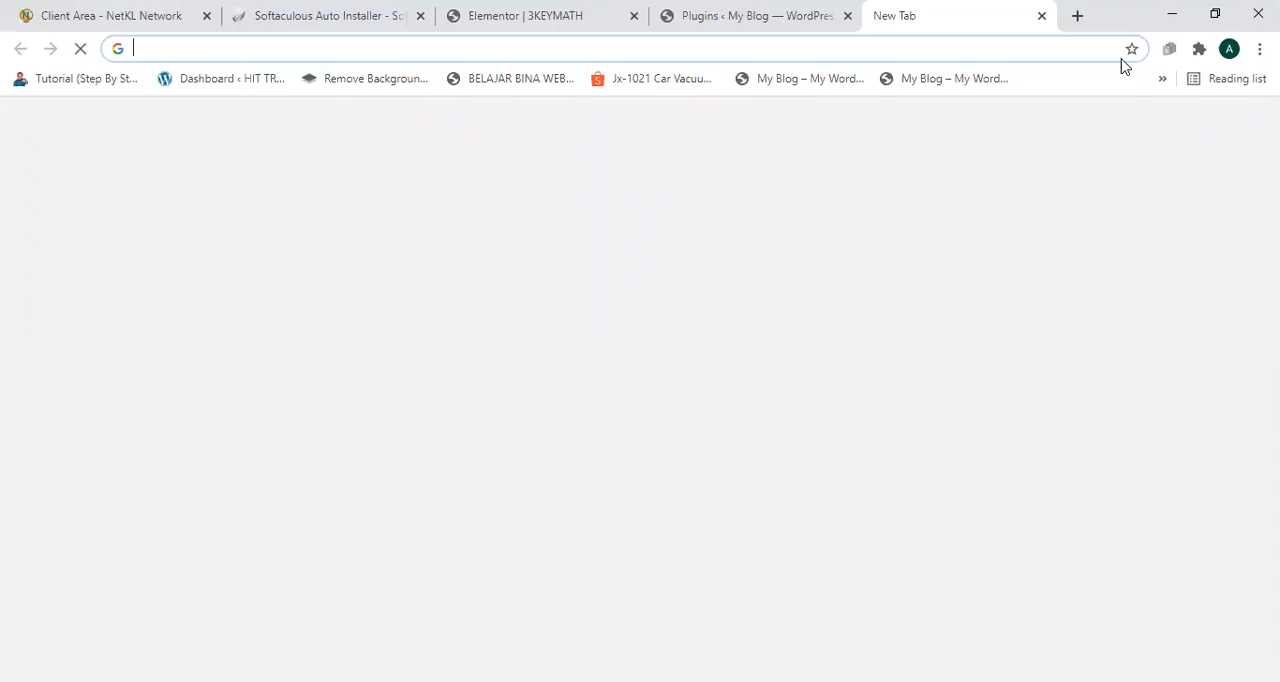 Client Area - NetKL Network
Softaculous Auto Installer - So
Elementor | 3KEYMATH
Plugins ‹ My Blog — WordPres
New Tab
A
Tutorial (Step By St...
Dashboard ‹ HIT TR...
Remove Backgroun...
BELAJAR BINA WEB...
Jx-1021 Car Vacuu...
My Blog – My Word...
My Blog – My Word...
»
Reading list